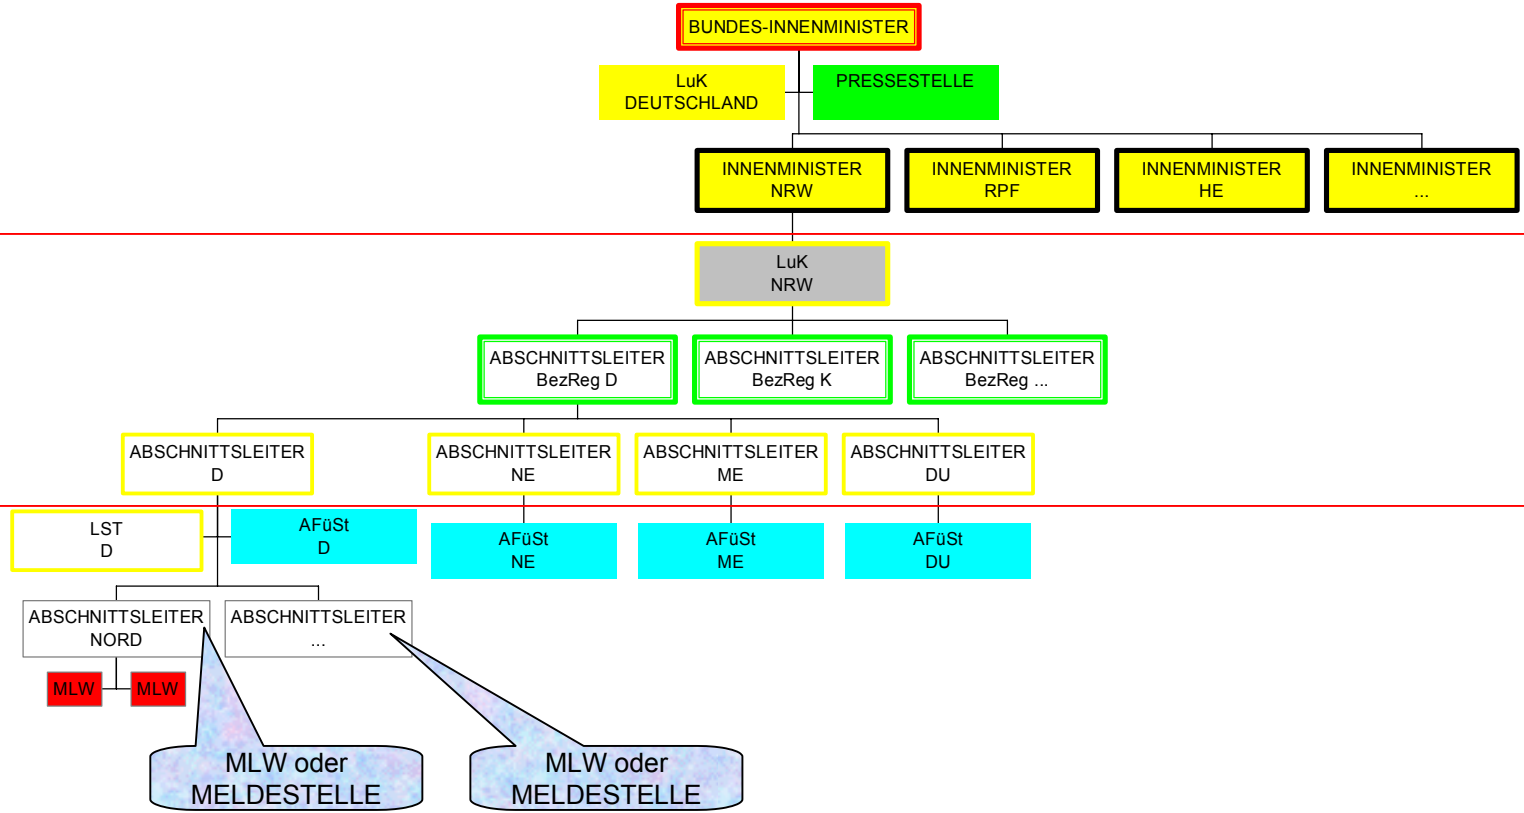 BUNDES-INNENMINISTER
LuK
DEUTSCHLAND
PRESSESTELLE
INNENMINISTER
NRW
INNENMINISTER
RPF
INNENMINISTER
HE
INNENMINISTER
...
LuK
NRW
ABSCHNITTSLEITER
BezReg D
ABSCHNITTSLEITER
BezReg K
ABSCHNITTSLEITER
BezReg ...
ABSCHNITTSLEITER
D
ABSCHNITTSLEITER
NE
ABSCHNITTSLEITER
ME
ABSCHNITTSLEITER
DU
LST
D
AFüSt
D
AFüSt
NE
AFüSt
ME
AFüSt
DU
ABSCHNITTSLEITER
NORD
ABSCHNITTSLEITER
...
MLW
MLW
MLW oder
MELDESTELLE
MLW oder
MELDESTELLE